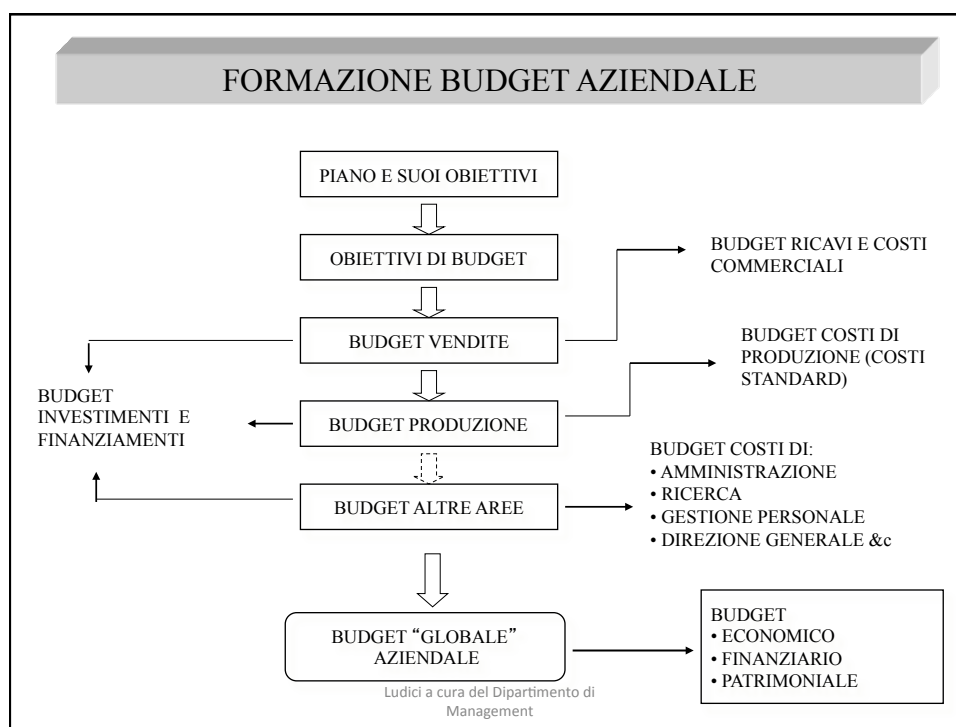 FORMAZIONE BUDGET AZIENDALE
PIANO E SUOI OBIETTIVI
OBIETTIVI DI BUDGET
BUDGET RICAVI E COSTI
COMMERCIALI
BUDGET VENDITE
BUDGET COSTI DI
PRODUZIONE (COSTI
STANDARD)
BUDGET
INVESTIMENTI E
FINANZIAMENTI
BUDGET PRODUZIONE
BUDGET COSTI DI:
• AMMINISTRAZIONE
• RICERCA
• GESTIONE PERSONALE
• DIREZIONE GENERALE &c
BUDGET ALTRE AREE
BUDGET “GLOBALE”
AZIENDALE
BUDGET
• ECONOMICO
• FINANZIARIO
• PATRIMONIALE
Ludici a cura del Dipartimento di
Management